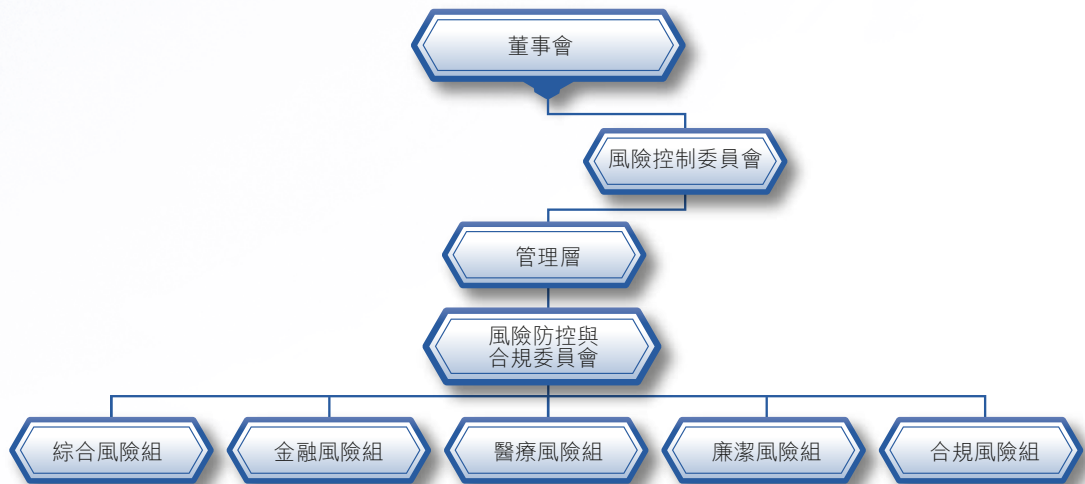 董事會
風險控制委員會
管理層
風險防控與
合規委員會
綜合風險組
金融風險組
醫療風險組
廉潔風險組
合規風險組